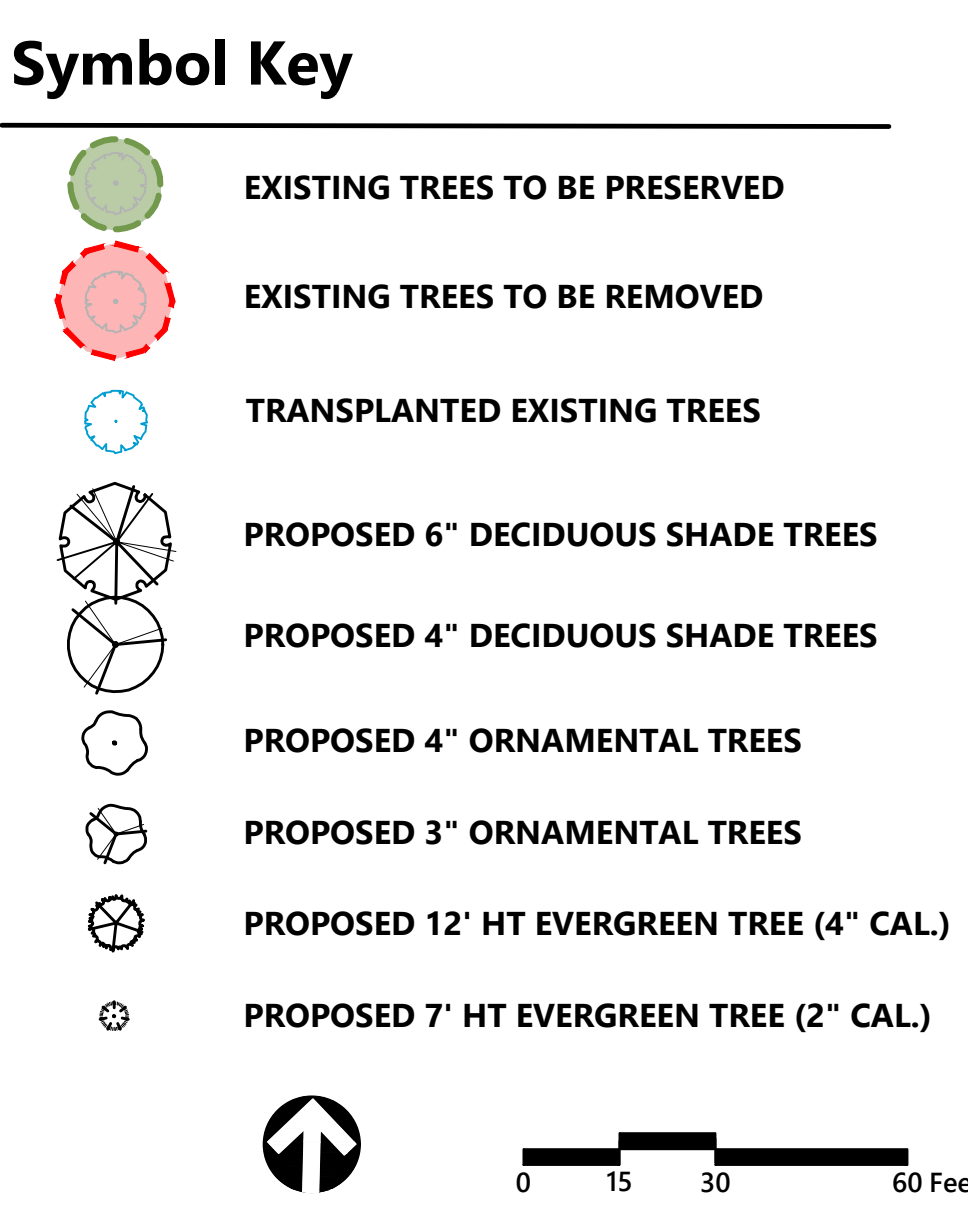 Symbol Key
EXISTING TREES TO BE PRESERVED
EXISTING TREES TO BE REMOVED
TRANSPLANTED EXISTING TREES
PROPOSED 6" DECIDUOUS SHADE TREES
PROPOSED 4" DECIDUOUS SHADE TREES
PROPOSED 4" ORNAMENTAL TREES
PROPOSED 3" ORNAMENTAL TREES
PROPOSED 12' HT EVERGREEN TREE (4" CAL.)
PROPOSED 7' HT EVERGREEN TREE (2" CAL.)
0 15 30 60 Fee